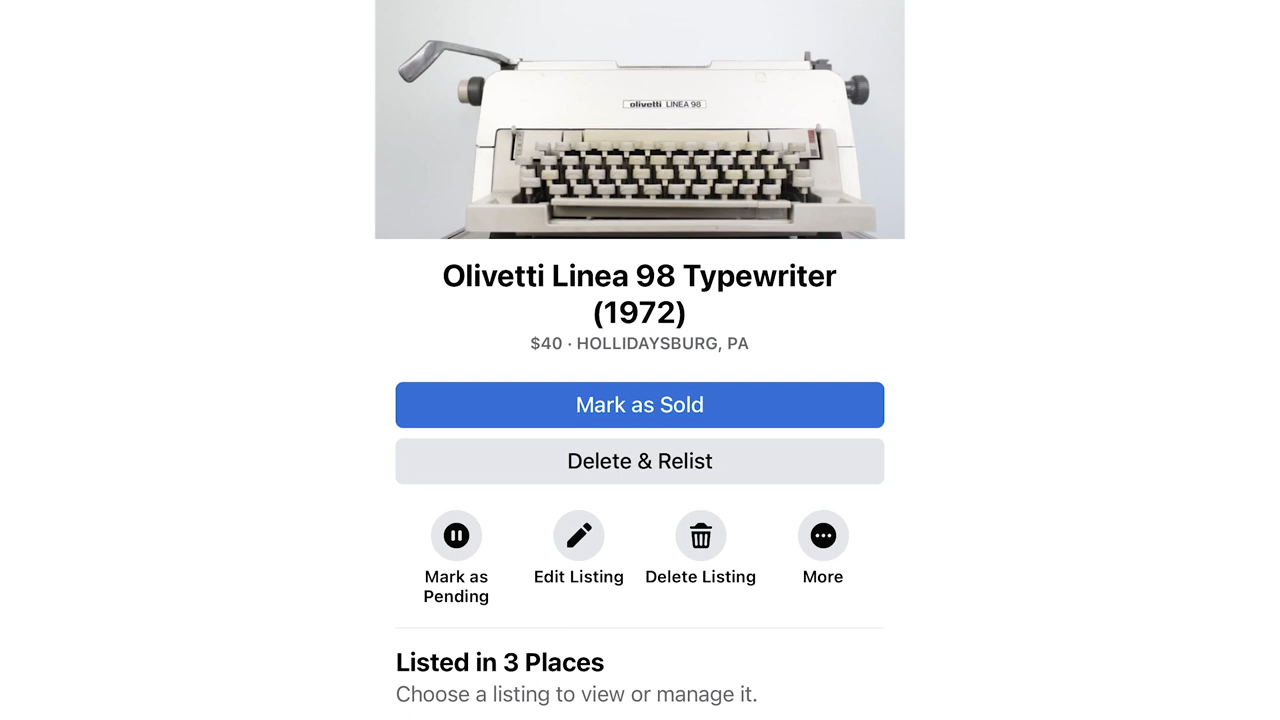 olivetti LINEA 98
Olivetti Linea 98 Typewriter
(1972)
$40 · HOLLIDAYSBURG, PA
Mark as Sold
Delete & Relist
Mark as
Pending
Edit Listing
Delete Listing
More
Listed in 3 Places
Choose a listing to view or manage it.